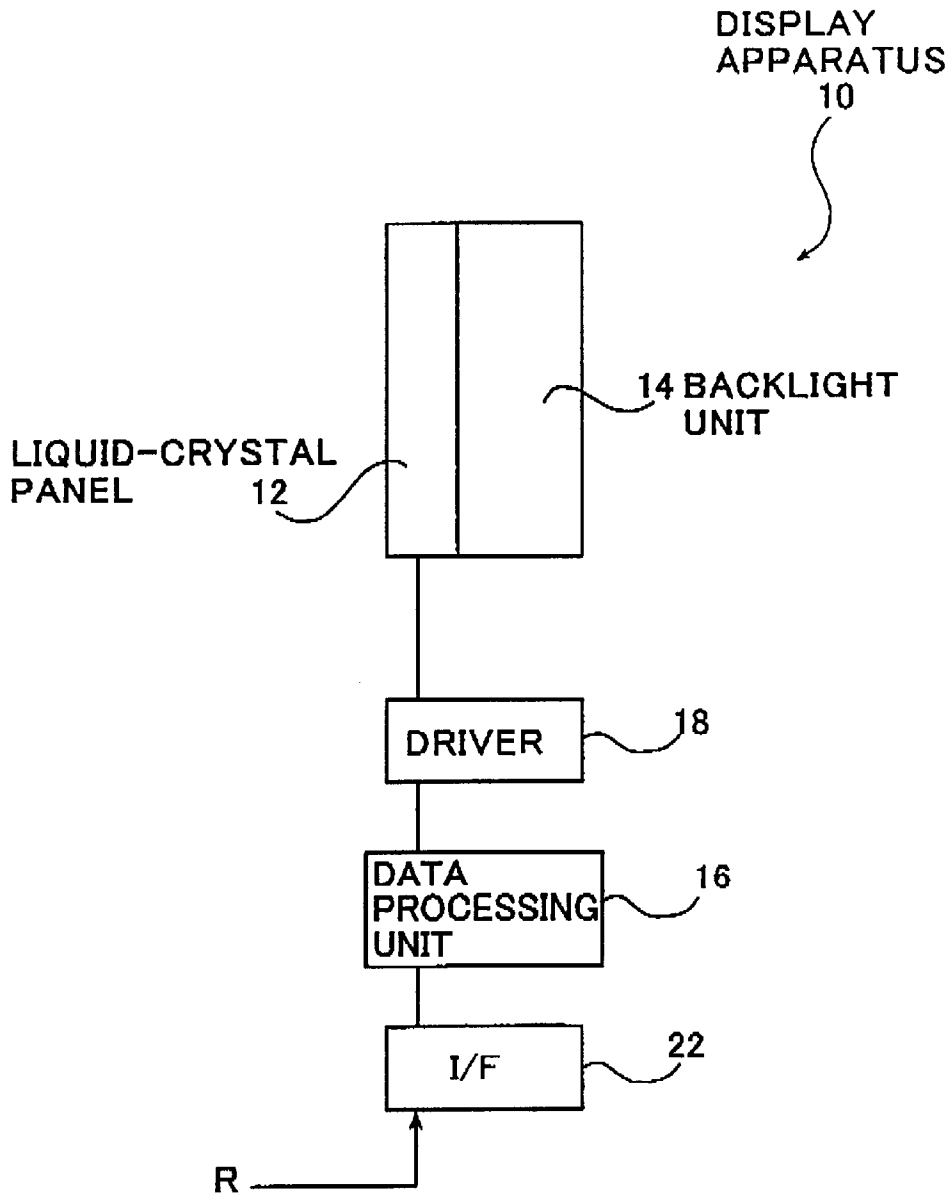 DISPLAY
APPARATUS
10
14 BACKLIGHT
UNIT
LIQUID-CRYSTAL
PANEL 12
DRIVER
18
DATA
PROCESSING
UNIT
16
I/F
22
R